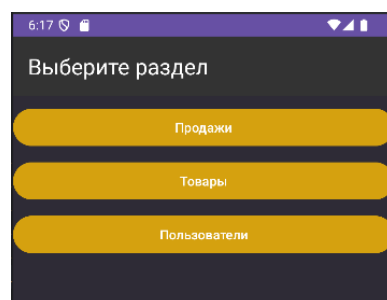 6:17
Выберите раздел
Продажи
Товары
Пользователи